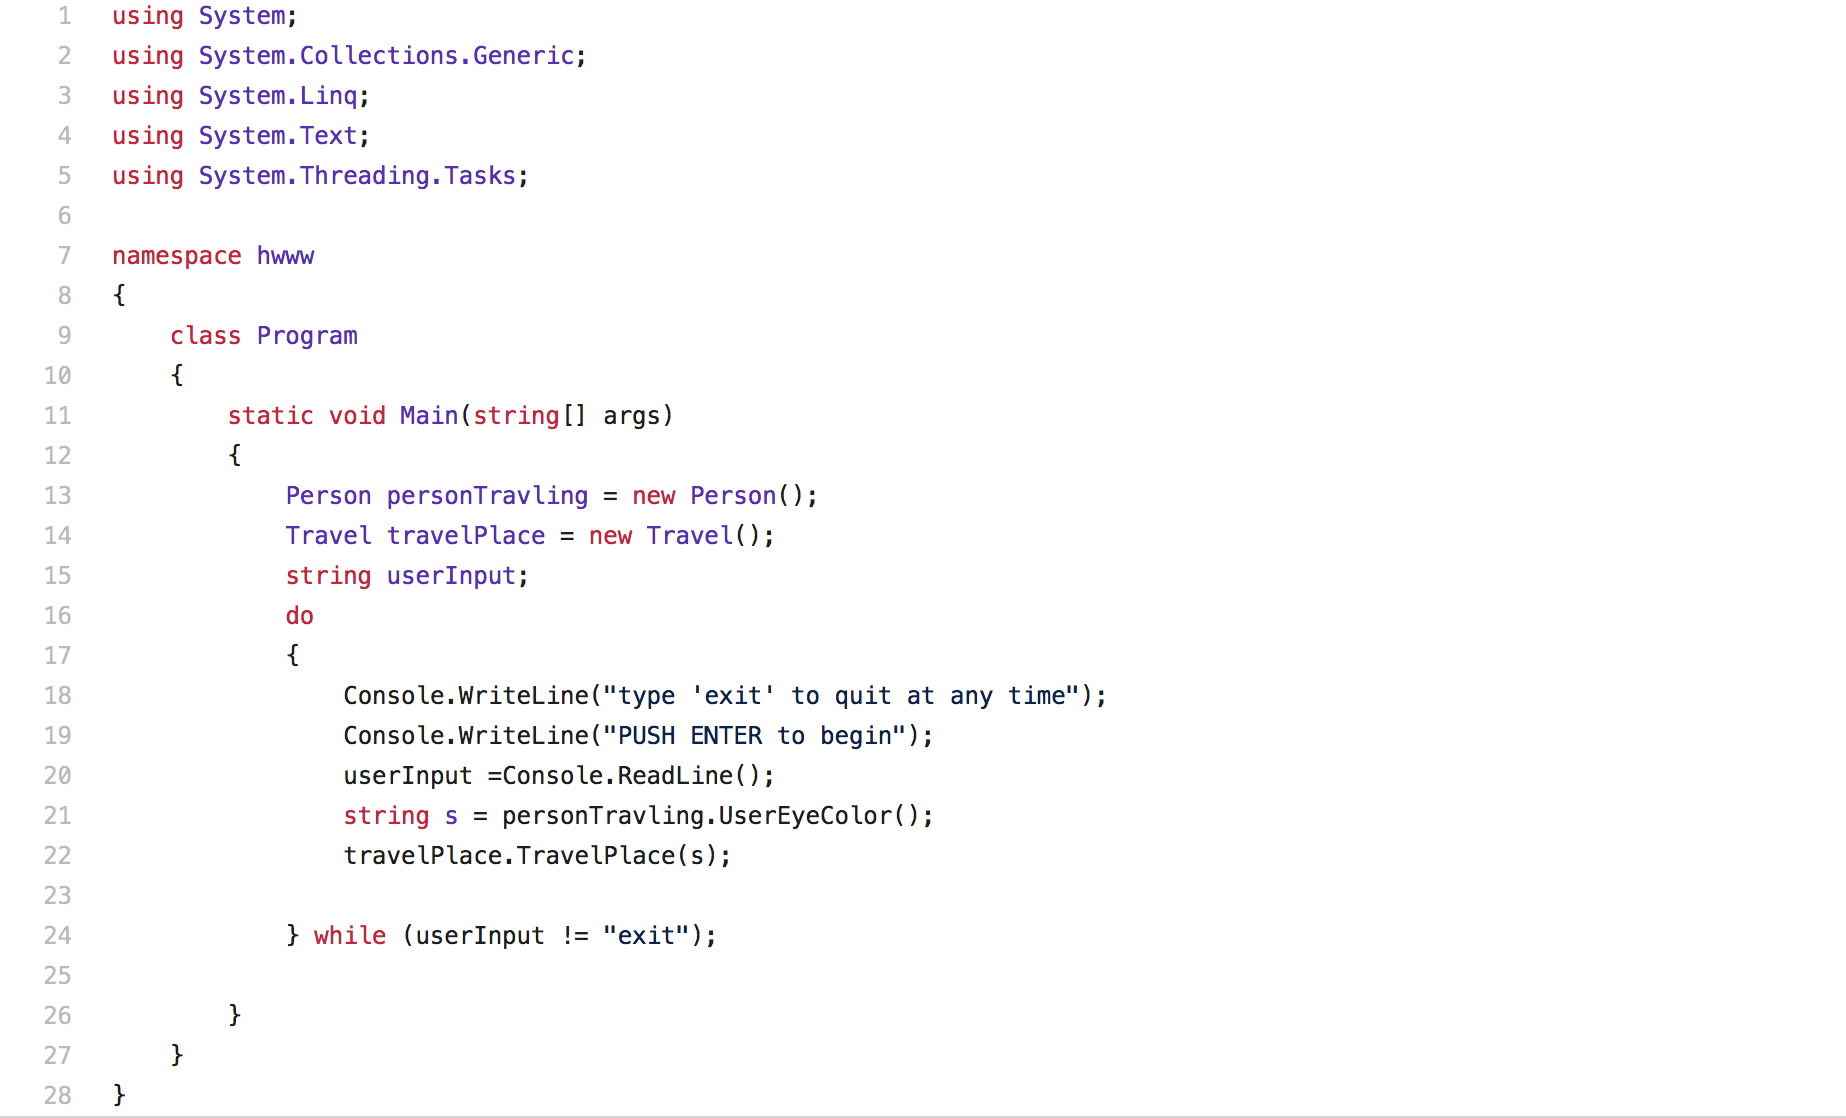 1 using System;
2 using System.Collections.Generic;
3 using System.Linq;
4 using System.Text;
5 using System.Threading.Tasks;
6
7 namespace hwww
8 {
9     class Program
10     {
11         static void Main(string[] args)
12         {
13             Person personTravling = new Person();
14             Travel travelPlace = new Travel();
15             string userInput;
16             do
17             {
18                 Console.WriteLine("type 'exit' to quit at any time");
19                 Console.WriteLine("PUSH ENTER to begin");
20                 userInput =Console.ReadLine();
21                 string s = personTravling.UserEyeColor();
22                 travelPlace.TravelPlace(s);
23
24             } while (userInput != "exit");
25
26         }
27     }
28 }